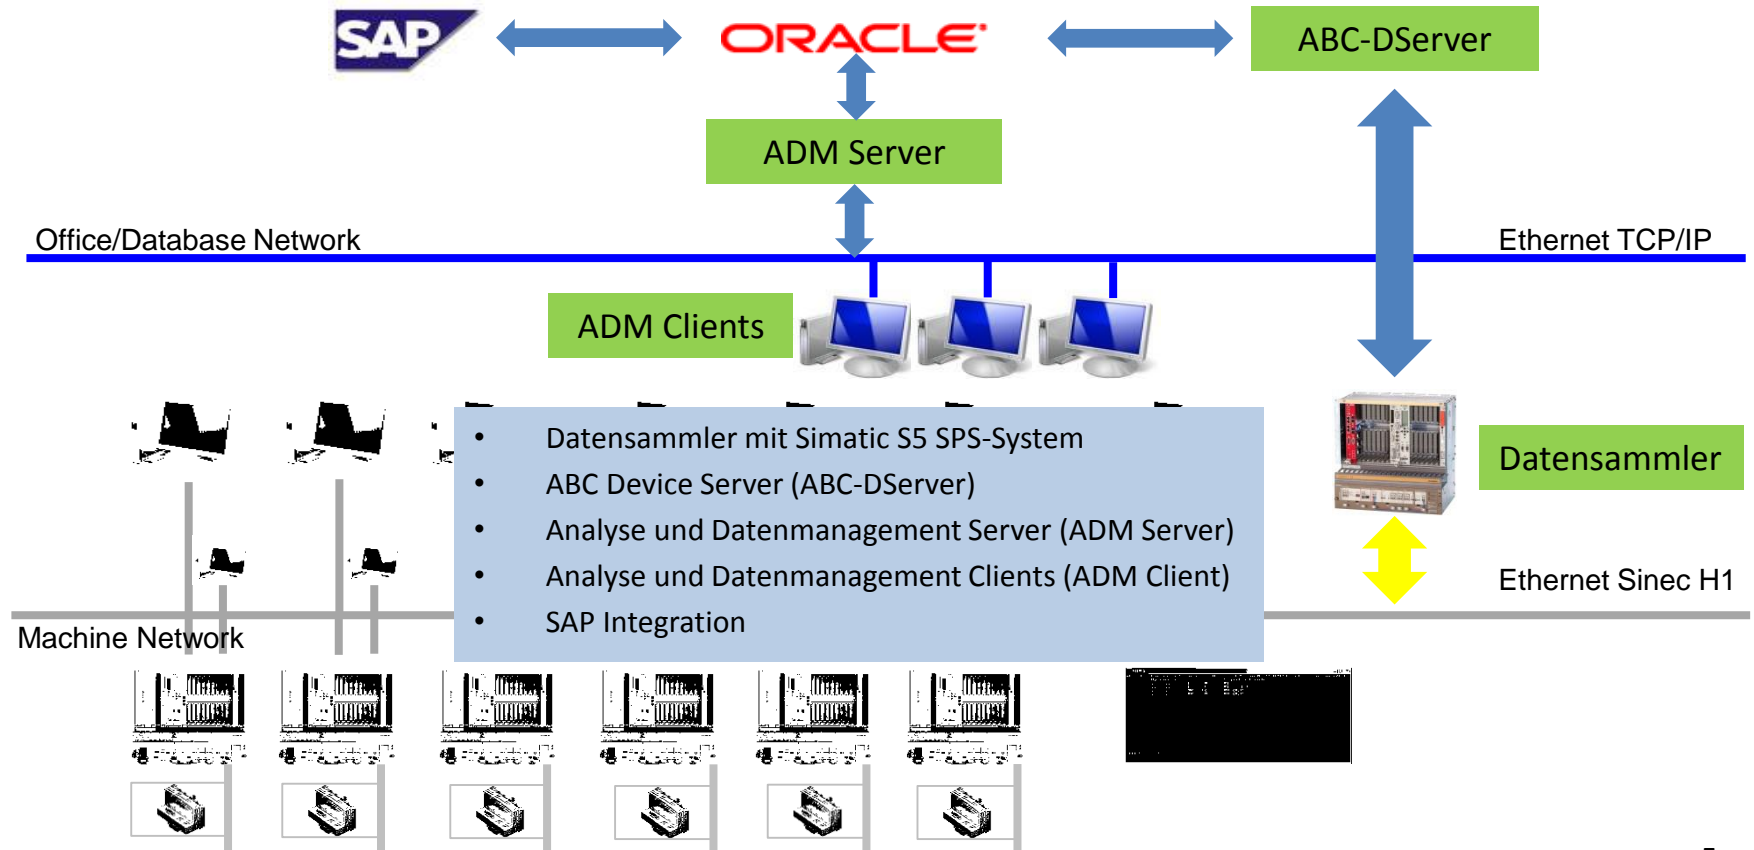 SAP
ORACLE
ABC-DServer
ADM Server
Office/Database Network
Ethernet TCP/IP
ADM Clients
• Datensammler mit Simatic S5 SPS-System
• ABC Device Server (ABC-DServer)
• Analyse und Datenmanagement Server (ADM Server)
• Analyse und Datenmanagement Clients (ADM Client)
• SAP Integration
Datensammler
Ethernet Sinec H1
Machine Network